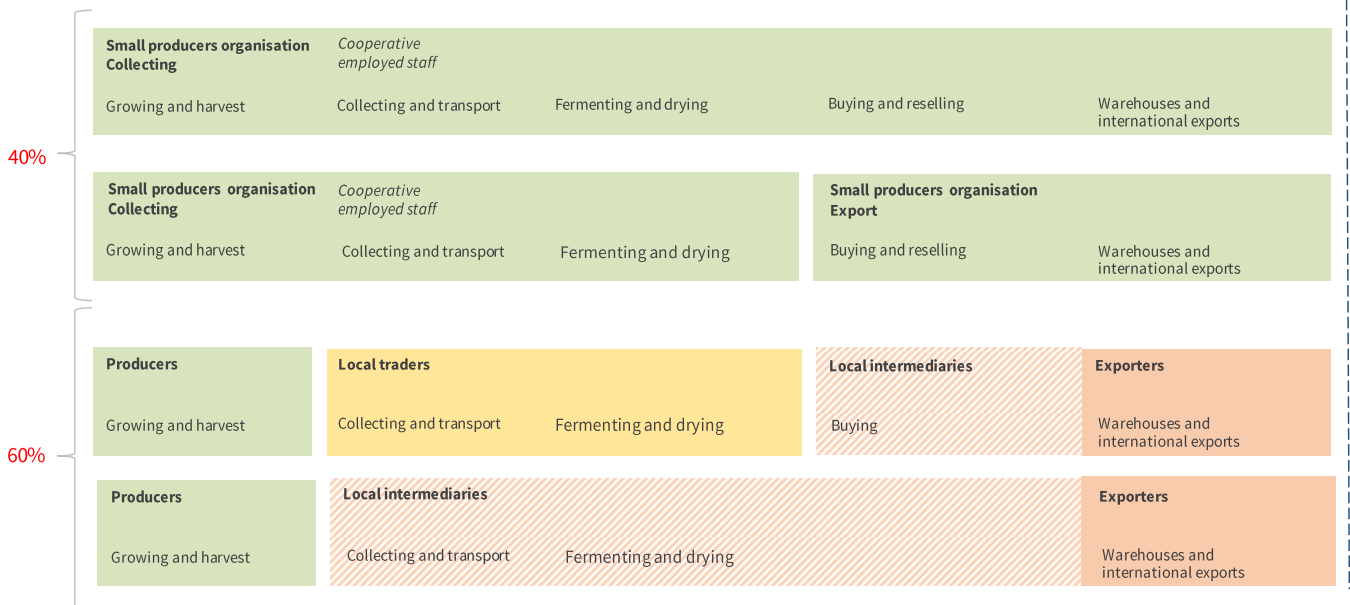 Small producers organisation
Collecting
Cooperative
employed staff
Growing and harvest
Collecting and transport
Fermenting and drying
Buying and reselling
Warehouses and
international exports
40%
Small producers organisation
Collecting
Cooperative
employed staff
Small producers organisation
Export
Growing and harvest
Collecting and transport
Fermenting and drying
Buying and reselling
Warehouses and
international exports
Producers
Local traders
Local intermediaries
Exporters
Growing and harvest
Collecting and transport
Fermenting and drying
Buying
Warehouses and
international exports
60%
Producers
Local intermediaries
Exporters
Growing and harvest
Collecting and transport
Fermenting and drying
Warehouses and
international exports